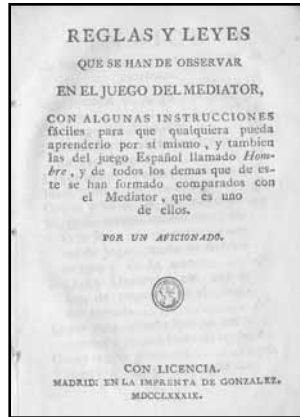 REGLAS Y LEYES
QUE SE HAN DE OBSERVAR
EN EL JUEGO DEL MEDIATOR,
CON ALGUNAS INSTRUCCIONES
fáciles para que qualquiera pueda
aprenderlo por sí mismo, y tambien
las del juego Español llamado Hom-
bre, y de todos los demas que de es-
te se han formado comparados con
el Mediator, que es uno
de ellos.
POR UN AFICIONADO.
CON LICENCIA.
MADRID: EN LA IMPRENTA DE GONZALEZ.
MDCCLXXXIX.